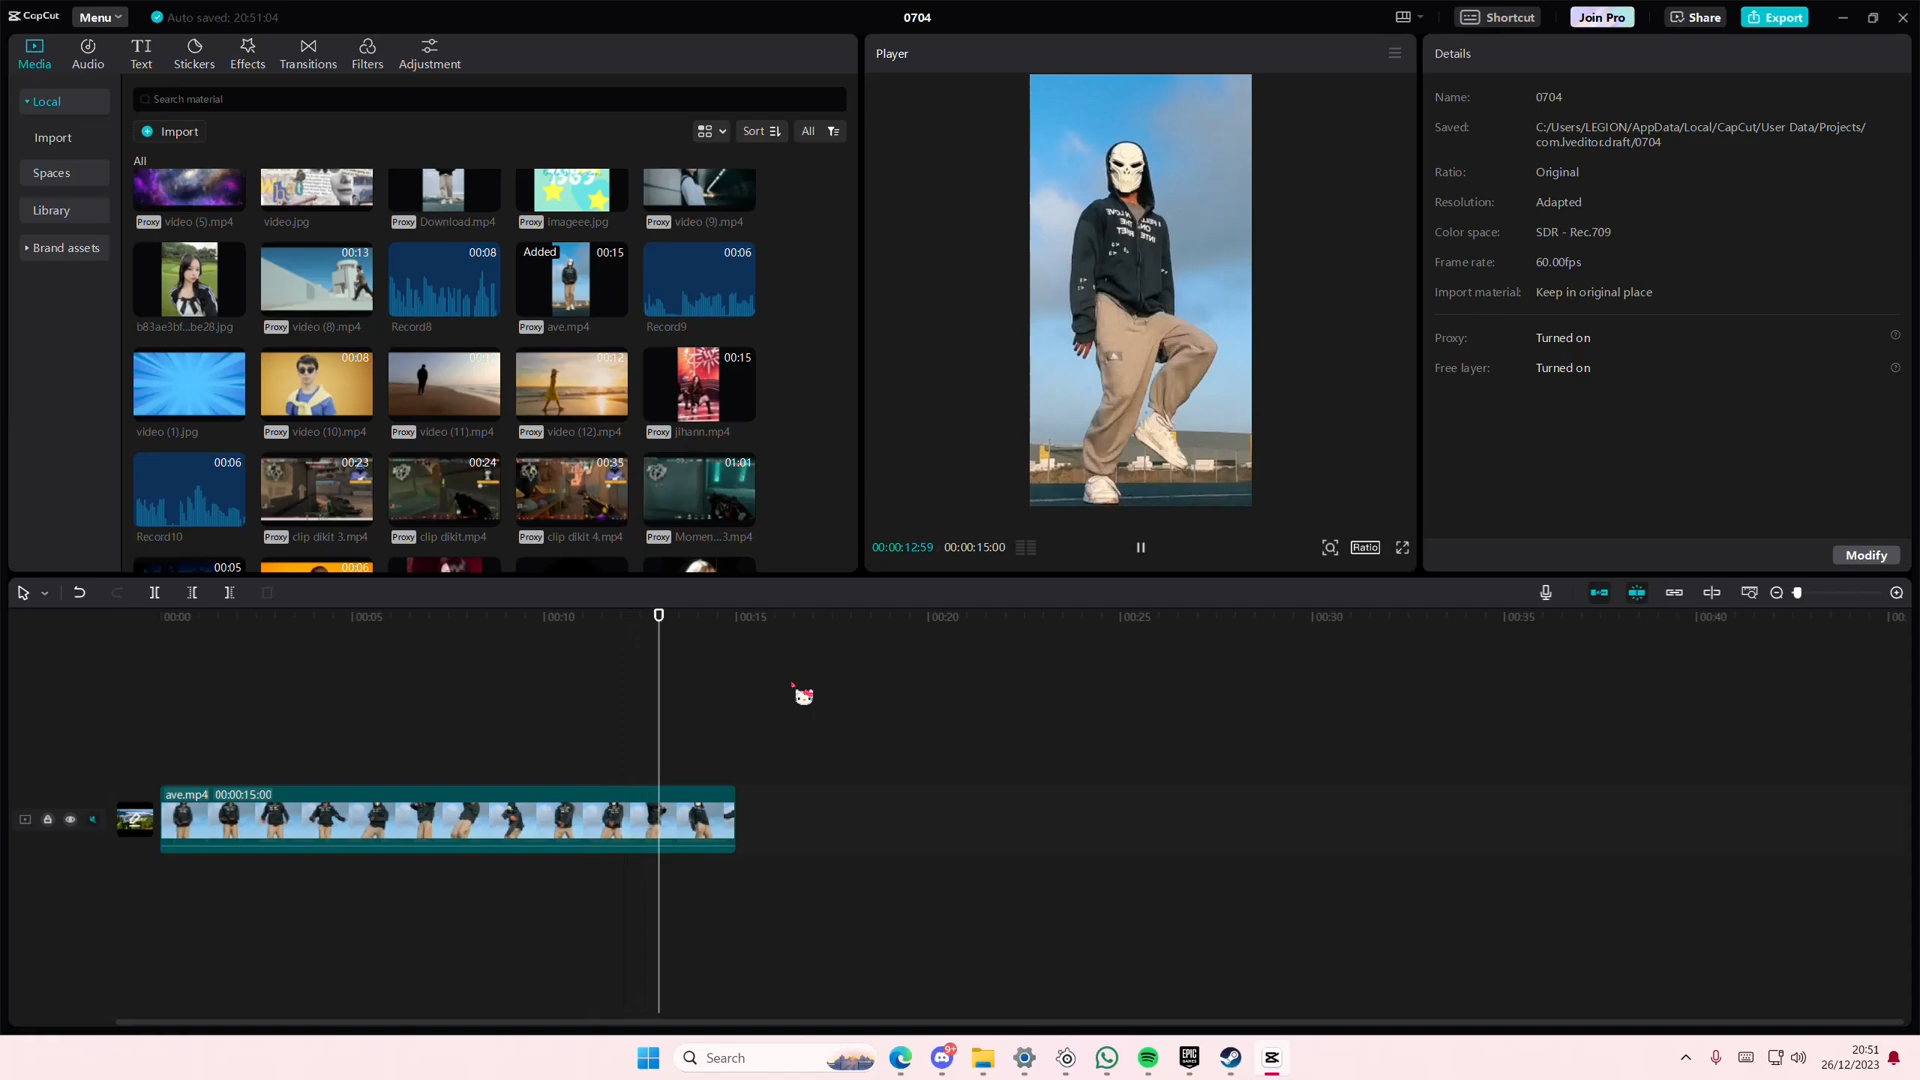 CapCut
Menu
Auto saved: 20:51:04
0704
Shortcut
Join Pro
Share
Export
Media
Audio
TI
Text
Stickers
Effects
Transitions
Filters
Adjustment
Local
Import
Spaces
Library
Brand assets
Search material
Import
Sort
All
All
Proxy video (5).mp4
video.jpg
Proxy Download.mp4
Proxy imageee.jpg
Proxy video (9).mp4
00:13
00:08
Added 00:15
00:06
b83ae3bf...be28.jpg
Proxy video (8).mp4
Record8
Proxy ave.mp4
Record9
00:08
00:12
00:15
video (1).jpg
Proxy video (10).mp4
Proxy video (11).mp4
Proxy video (12).mp4
Proxy jihann.mp4
00:06
00:23
00:24
00:35
01:01
Record10
Proxy clip dikit 3.mp4
Proxy clip dikit.mp4
Proxy clip dikit 4.mp4
Proxy Momen...3.mp4
00:05
00:06
Player
00:00:12:59
00:00:15:00
Ratio
Details
Name: 0704
Saved: C:/Users/LEGION/AppData/Local/CapCut/User Data/Projects/
com.lveditor.draft/0704
Ratio: Original
Resolution: Adapted
Color space: SDR - Rec.709
Frame rate: 60.00fps
Import material: Keep in original place
Proxy: Turned on
Free layer: Turned on
Modify
00:00
00:05
00:10
00:15
00:20
00:25
00:30
00:35
00:40
00:
ave.mp4 00:00:15:00
Search
9+
EPIC
GAMES
20:51
26/12/2023